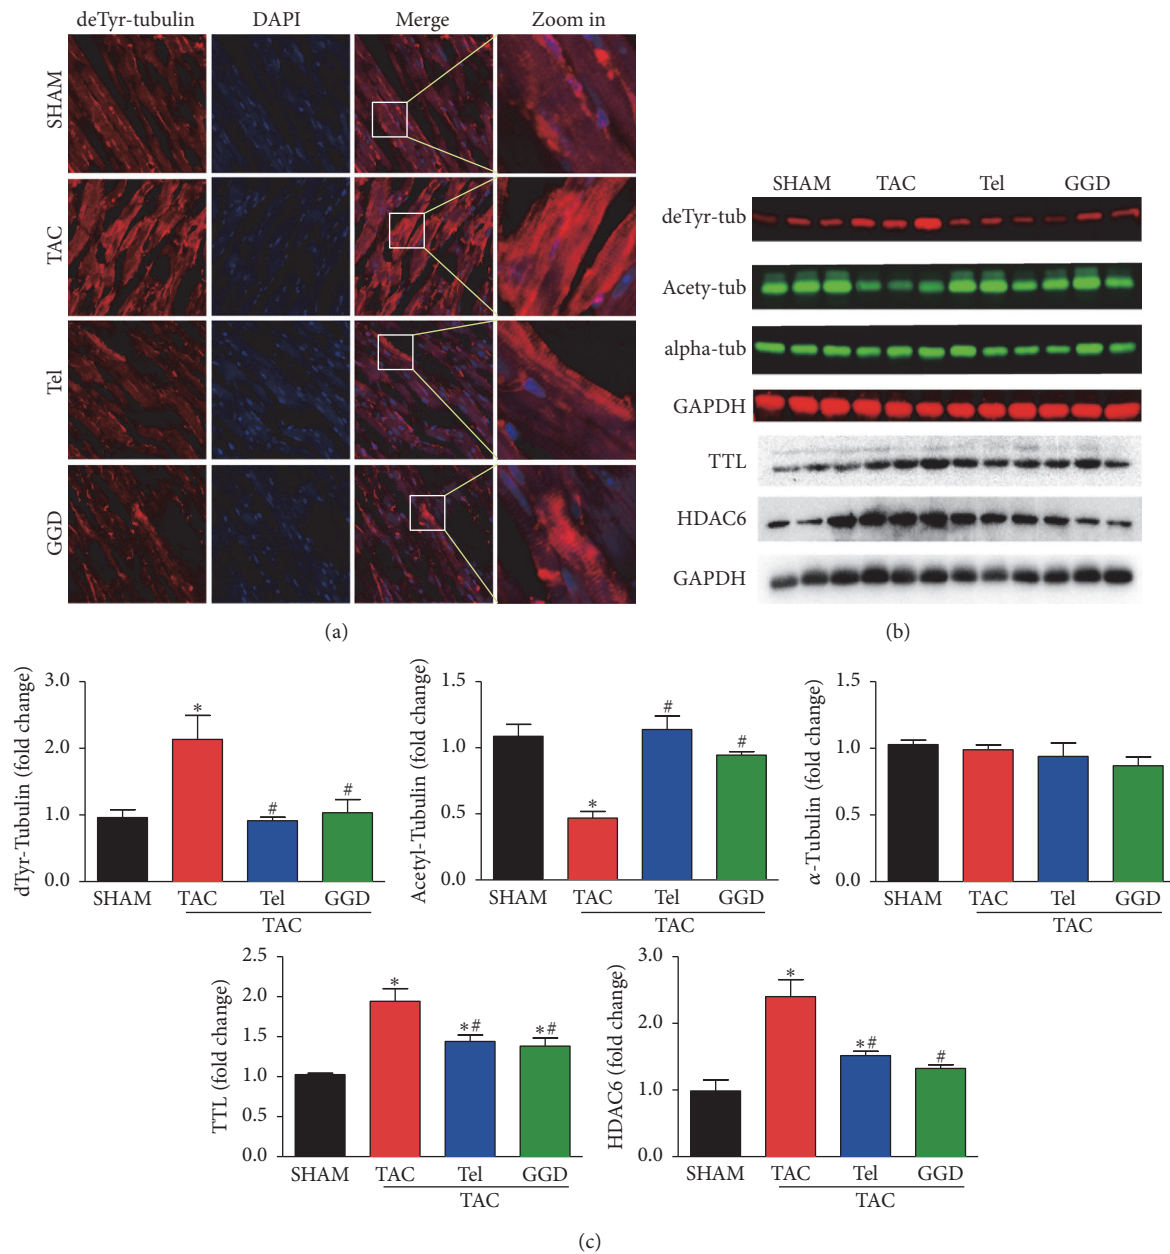 deTyr-tubulin DAPI Merge Zoom in
SHAM
TAC
Tel
GGD
(a)
SHAM TAC Tel GGD
deTyr-tub
Acety-tub
alpha-tub
GAPDH
TTL
HDAC6
GAPDH
(b)
dTyr-Tubulin (fold change)
3.0
2.0
1.0
0.0
*
#
#
SHAM TAC Tel GGD
TAC
Acetyl-Tubulin (fold change)
1.5
1.0
0.5
0.0
*
#
#
SHAM TAC Tel GGD
TAC
α-Tubulin (fold change)
1.5
1.0
0.5
0.0
SHAM TAC Tel GGD
TAC
TTL (fold change)
2.5
2.0
1.5
1.0
0.5
0.0
*
*#
*#
SHAM TAC Tel GGD
TAC
HDAC6 (fold change)
3.0
2.0
1.0
0.0
*
*#
#
SHAM TAC Tel GGD
TAC
(c)